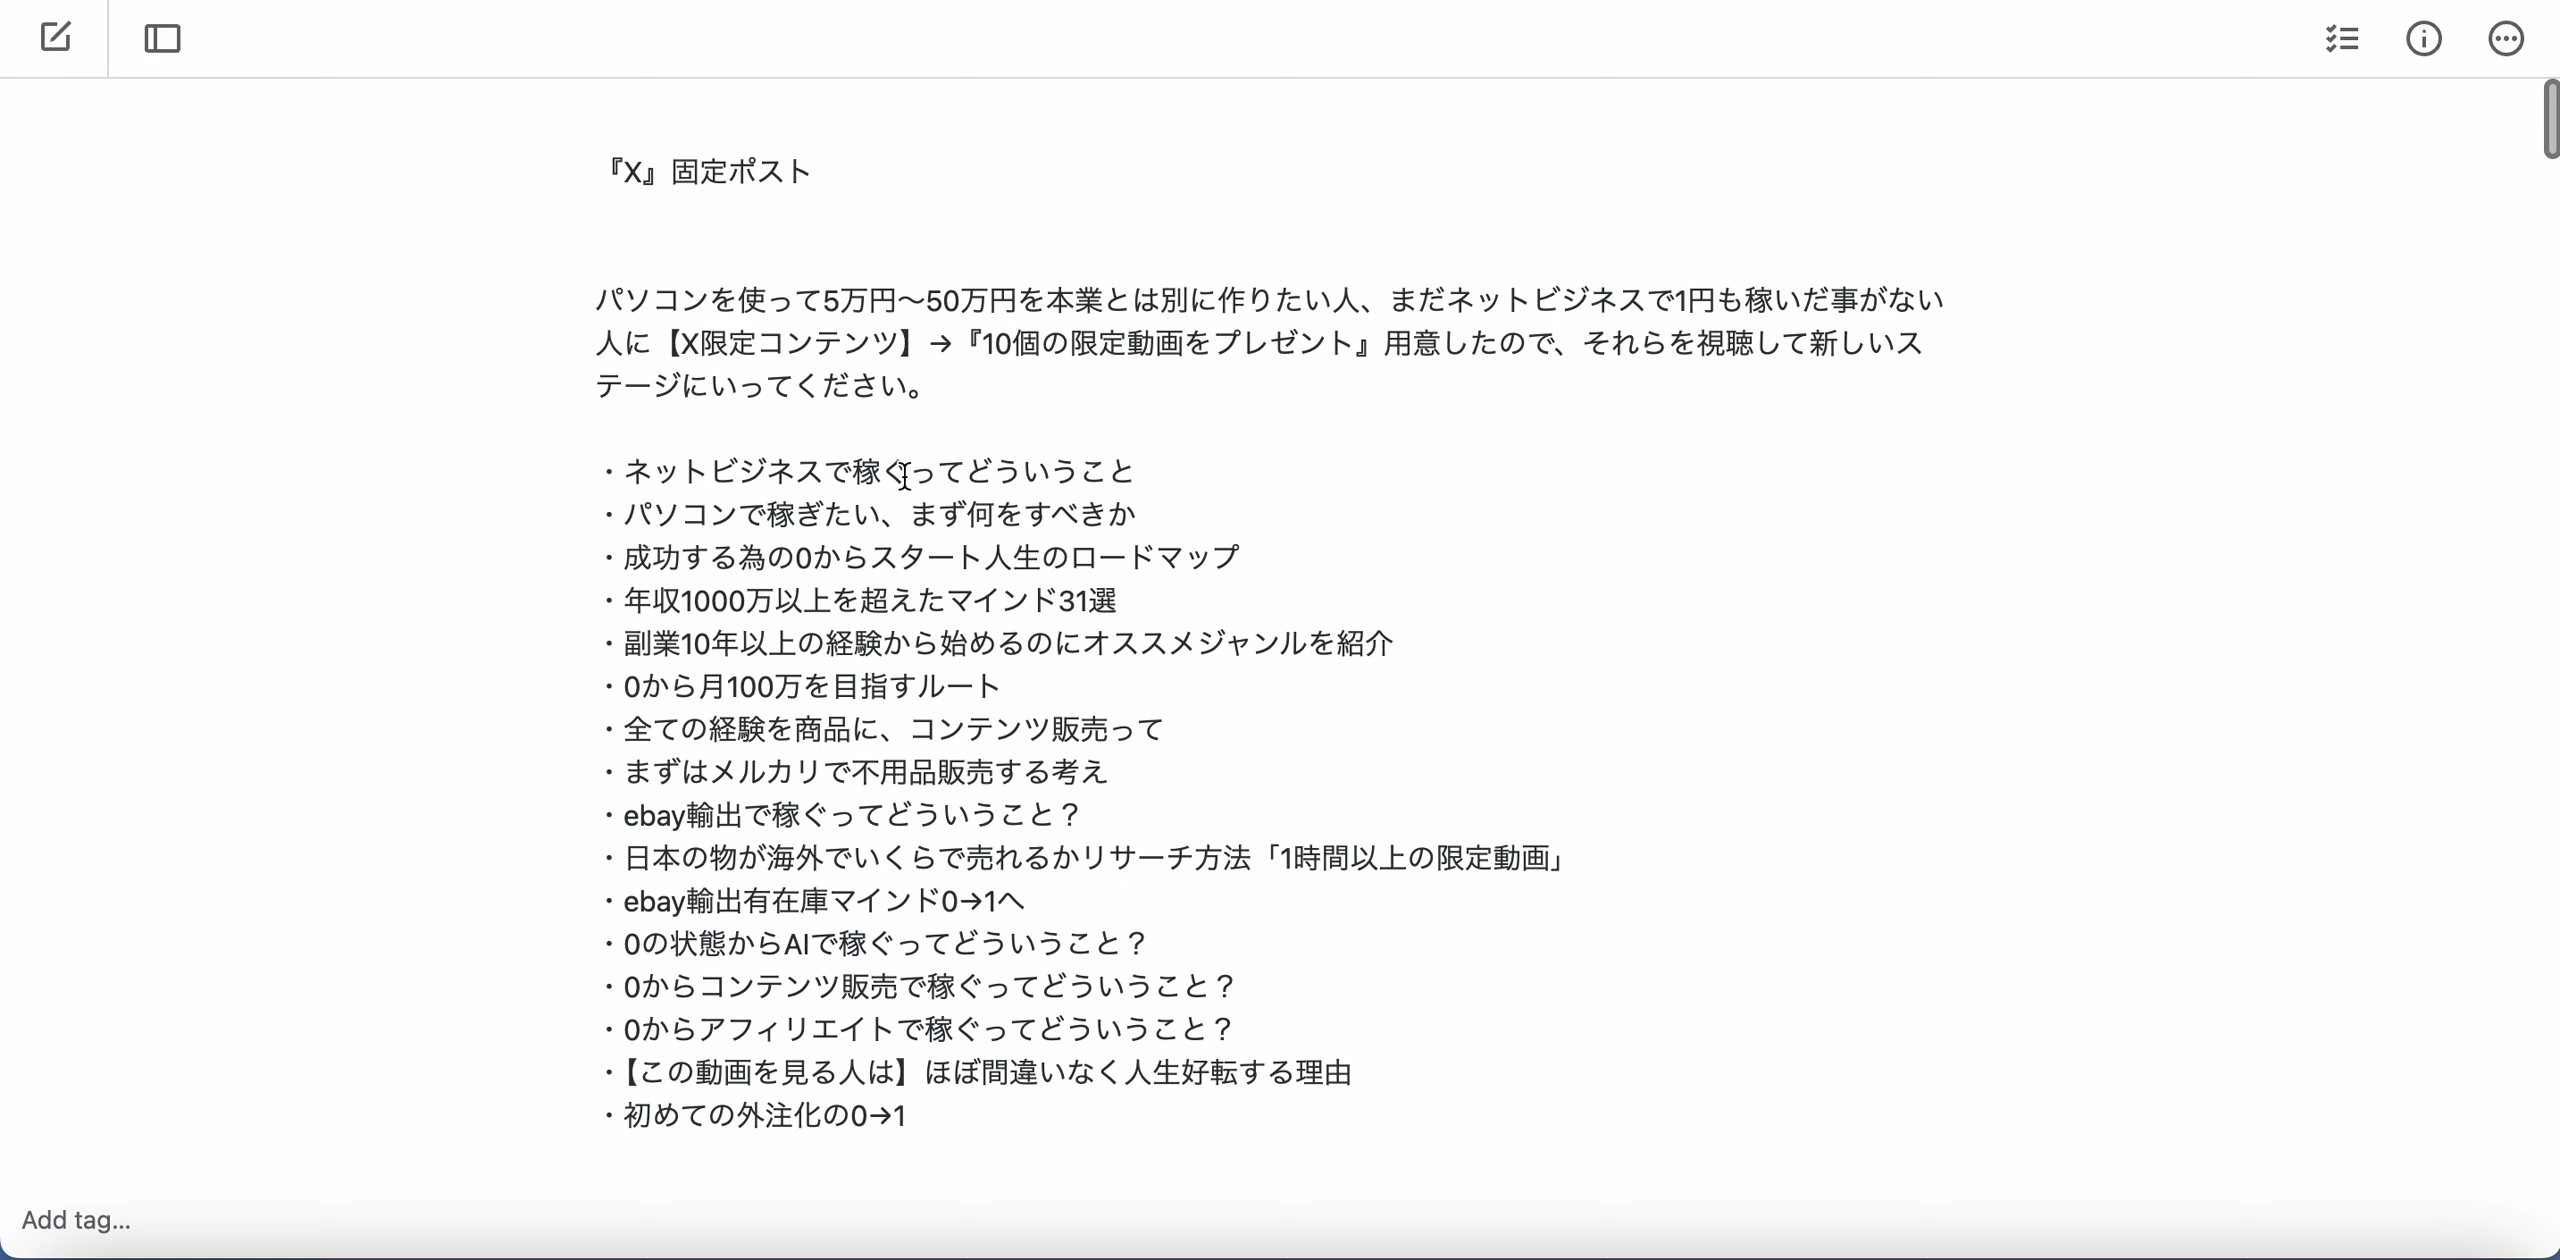 『X』固定ポスト
パソコンを使って5万円〜50万円を本業とは別に作りたい人、まだネットビジネスで1円も稼いだ事がない
人に【X限定コンテンツ】→『10個の限定動画をプレゼント』用意したので、それらを視聴して新しいス
テージにいってください。
・ネットビジネスで稼ぐってどういうこと
・パソコンで稼ぎたい、まず何をすべきか
・成功する為の0からスタート人生のロードマップ
・年収1000万以上を超えたマインド31選
・副業10年以上の経験から始めるのにオススメジャンルを紹介
・0から月100万を目指すルート
・全ての経験を商品に、コンテンツ販売って
・まずはメルカリで不用品販売する考え
・ebay輸出で稼ぐってどういうこと？
・日本の物が海外でいくらで売れるかリサーチ方法「1時間以上の限定動画」
・ebay輸出有在庫マインド0→1へ
・0の状態からAIで稼ぐってどういうこと？
・0からコンテンツ販売で稼ぐってどういうこと？
・0からアフィリエイトで稼ぐってどういうこと？
・【この動画を見る人は】ほぼ間違いなく人生好転する理由
・初めての外注化の0→1
Add tag...